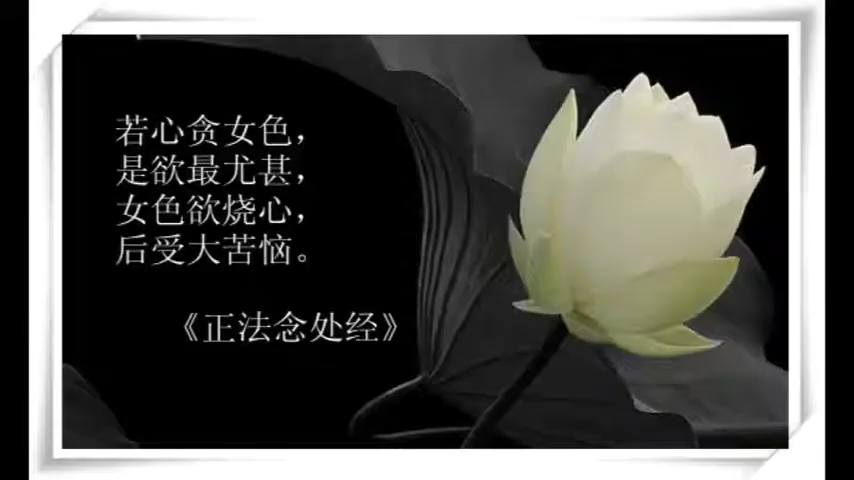 若心贪女色，
是欲最尤甚，
女色欲烧心，
后受大苦恼。
《正法念处经》